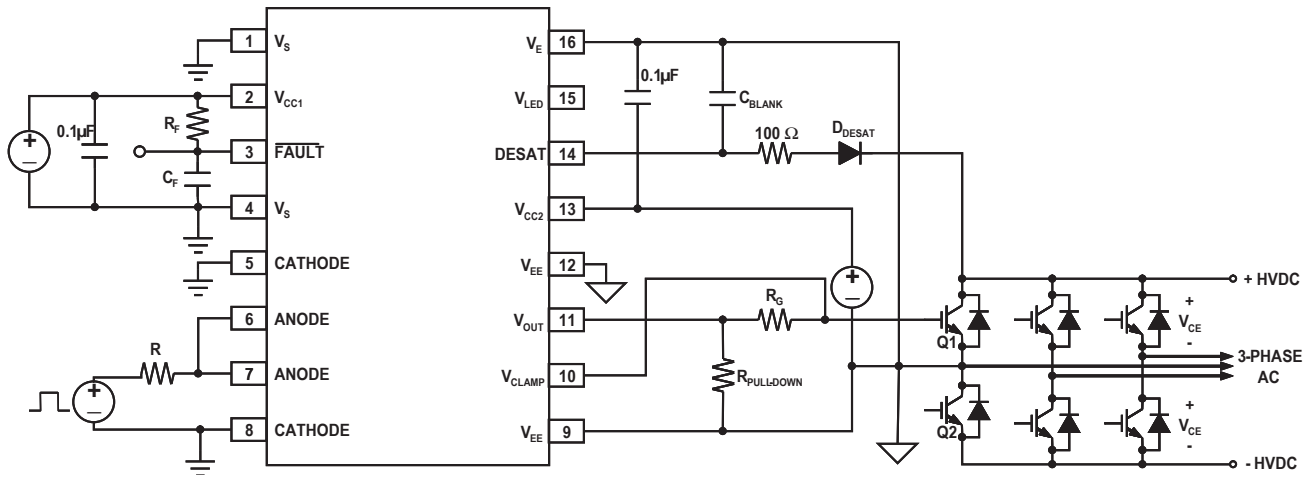 1 V_S
2 V_CC1
3 FAULT
4 V_S
5 CATHODE
6 ANODE
7 ANODE
8 CATHODE
V_E 16
V_LED 15
DESAT 14
V_CC2 13
V_EE 12
V_OUT 11
V_CLAMP 10
V_EE 9
+
–
0.1µF
R_F
C_F
R
+
–
0.1µF
C_BLANK
100 Ω
D_DESAT
+
–
R_G
R_PULL-DOWN
Q1
Q2
+ HVDC
+
V_CE
-
3-PHASE
AC
+
V_CE
-
- HVDC